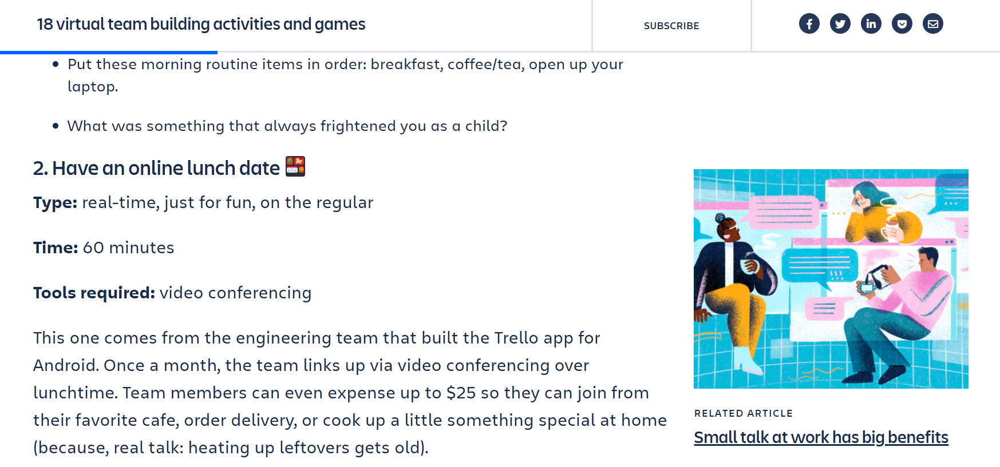 18 virtual team building activities and games
SUBSCRIBE
Put these morning routine items in order: breakfast, coffee/tea, open up your
laptop.
What was something that always frightened you as a child?
2. Have an online lunch date 🍱
Type: real-time, just for fun, on the regular
Time: 60 minutes
Tools required: video conferencing
This one comes from the engineering team that built the Trello app for
Android. Once a month, the team links up via video conferencing over
lunchtime. Team members can even expense up to $25 so they can join from
their favorite cafe, order delivery, or cook up a little something special at home
(because, real talk: heating up leftovers gets old).
RELATED ARTICLE
Small talk at work has big benefits